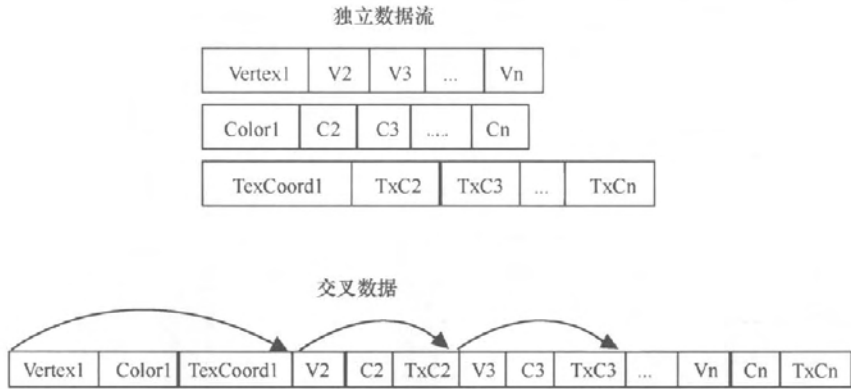 独立数据流
Vertex1 V2 V3 ... Vn
Color1 C2 C3 ..... Cn
TexCoord1 TxC2 TxC3 ... TxCn
交叉数据
Vertex1 Color1 TexCoord1 V2 C2 TxC2 V3 C3 TxC3 ... Vn Cn TxCn